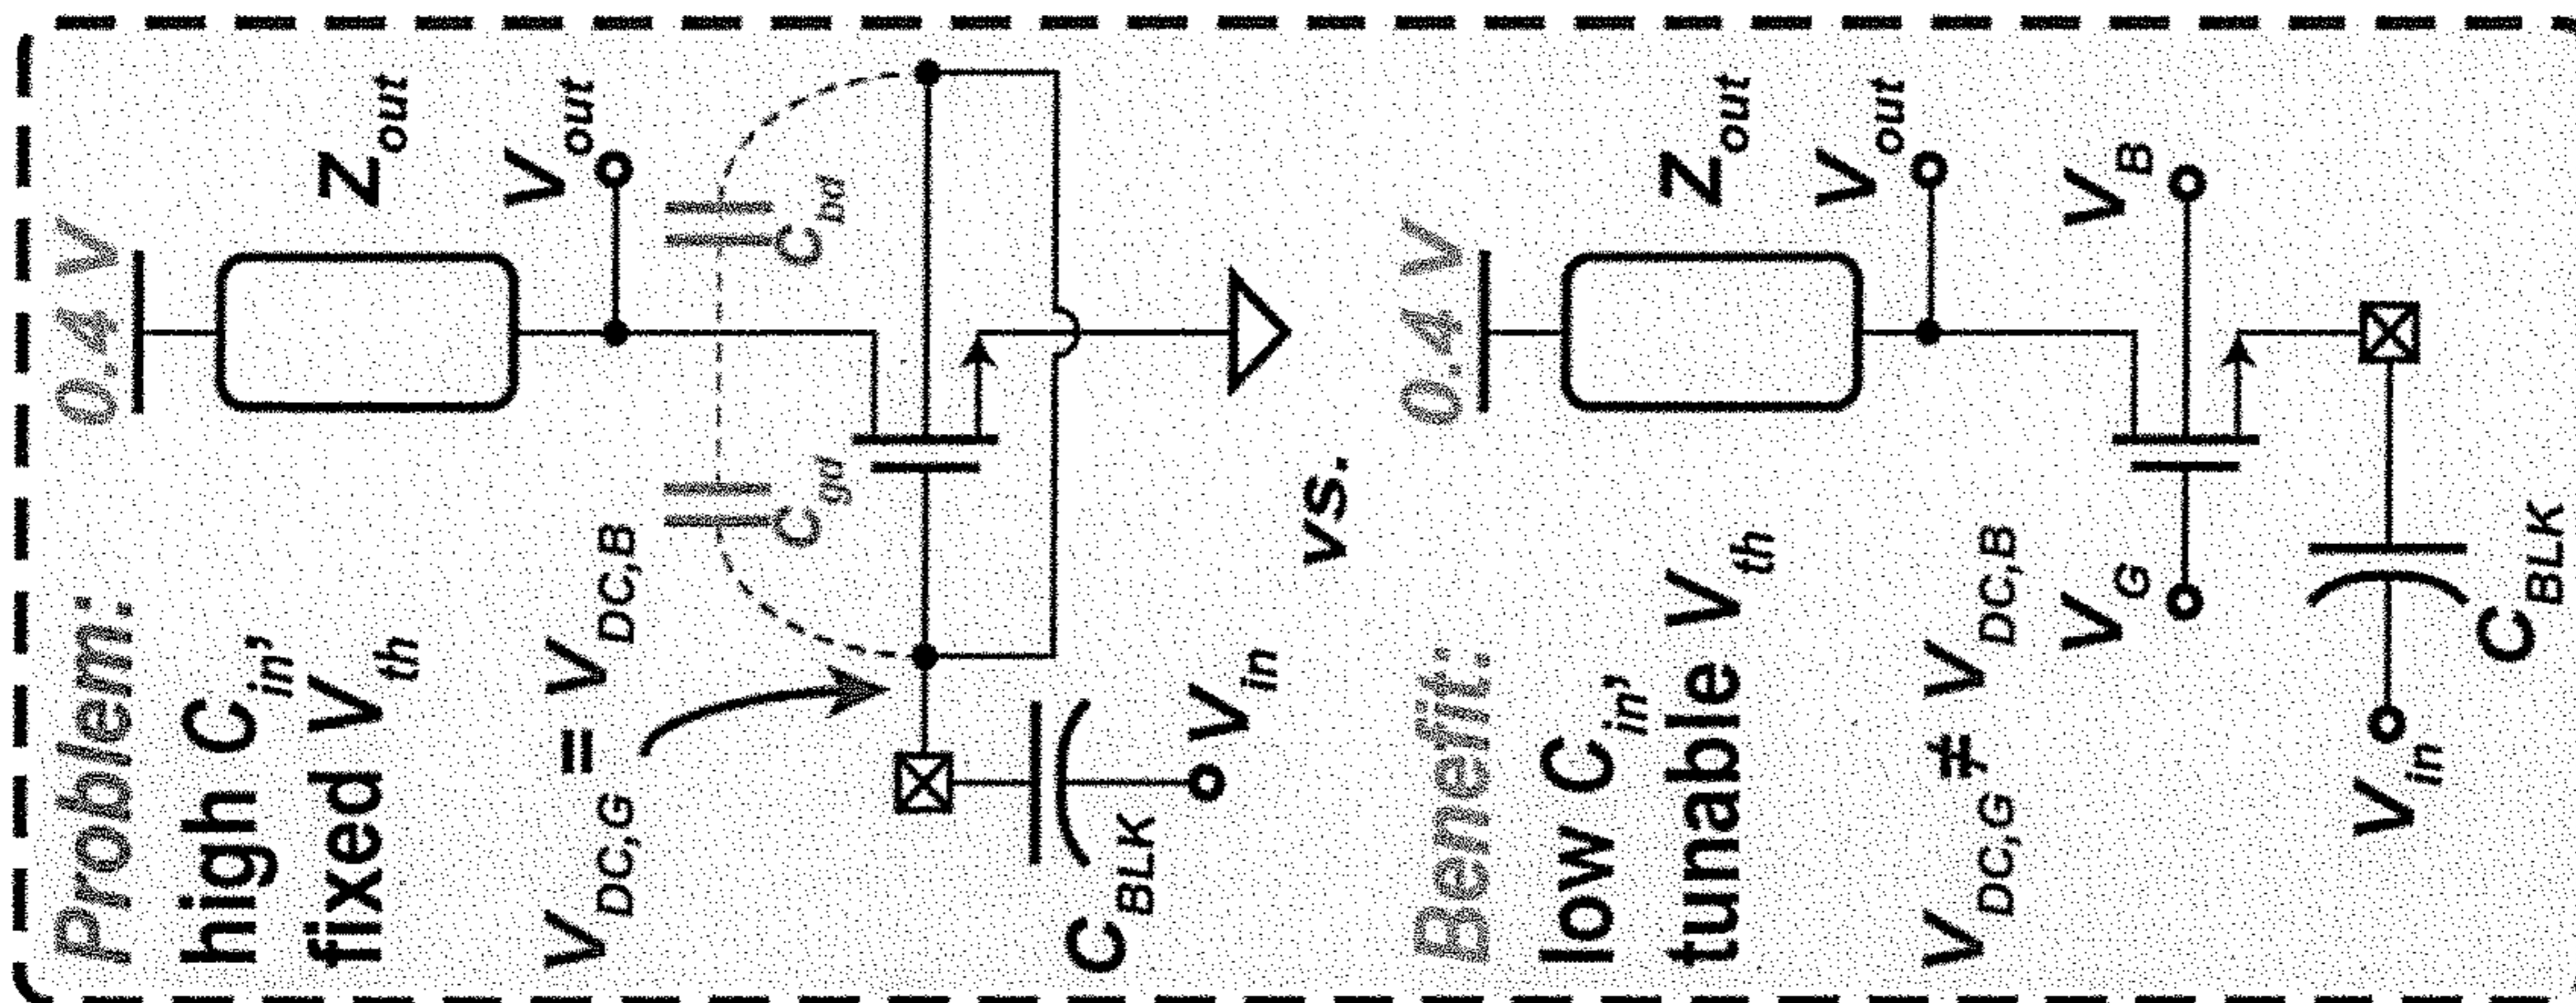 Problem:
0.4 V
high C_in,
fixed V_th
Z_out
V_DC,G = V_DC,B
V_out
C_gd
C_bd
C_BLK
V_in
vs.
Benefit:
0.4 V
low C_in,
tunable V_th
Z_out
V_DC,G ≠ V_DC,B
V_out
V_G
V_B
V_in
C_BLK